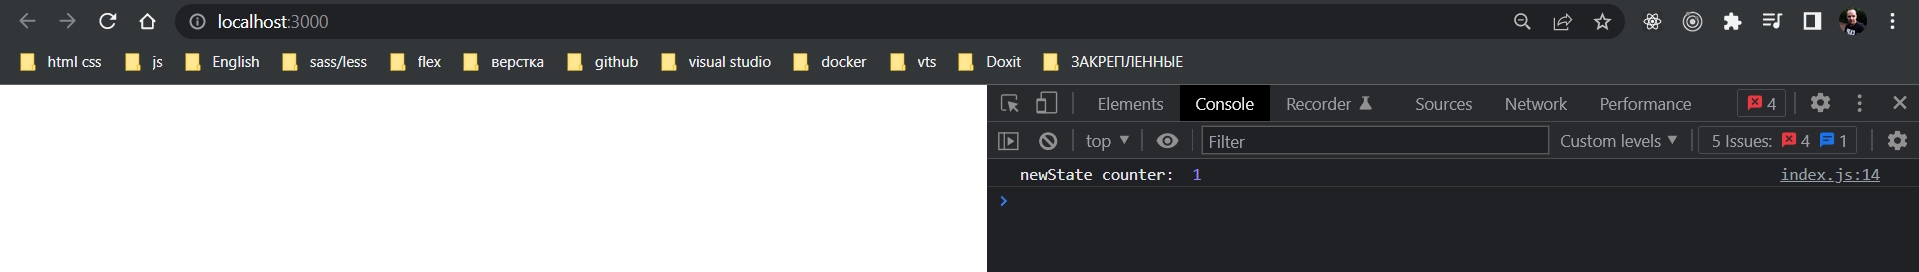 localhost:3000
html css js English sass/less flex верстка github visual studio docker vts Doxit ЗАКРЕПЛЕННЫЕ
Elements Console Recorder Sources Network Performance 4
top Filter Custom levels 5 Issues: 4 1
newState counter: 1 index.js:14